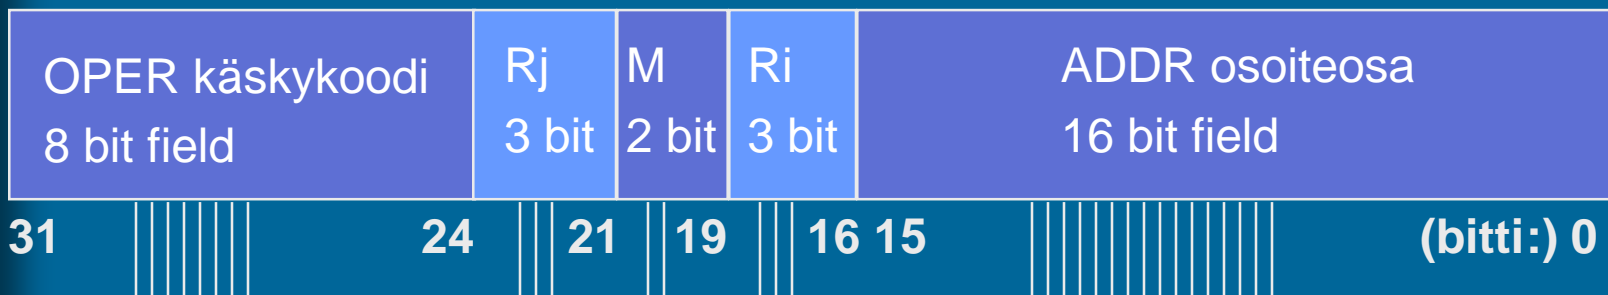 OPER käskykoodi
8 bit field
Rj
3 bit
M
2 bit
Ri
3 bit
ADDR osoiteosa
16 bit field
31 24 21 19 16 15 (bitti:) 0